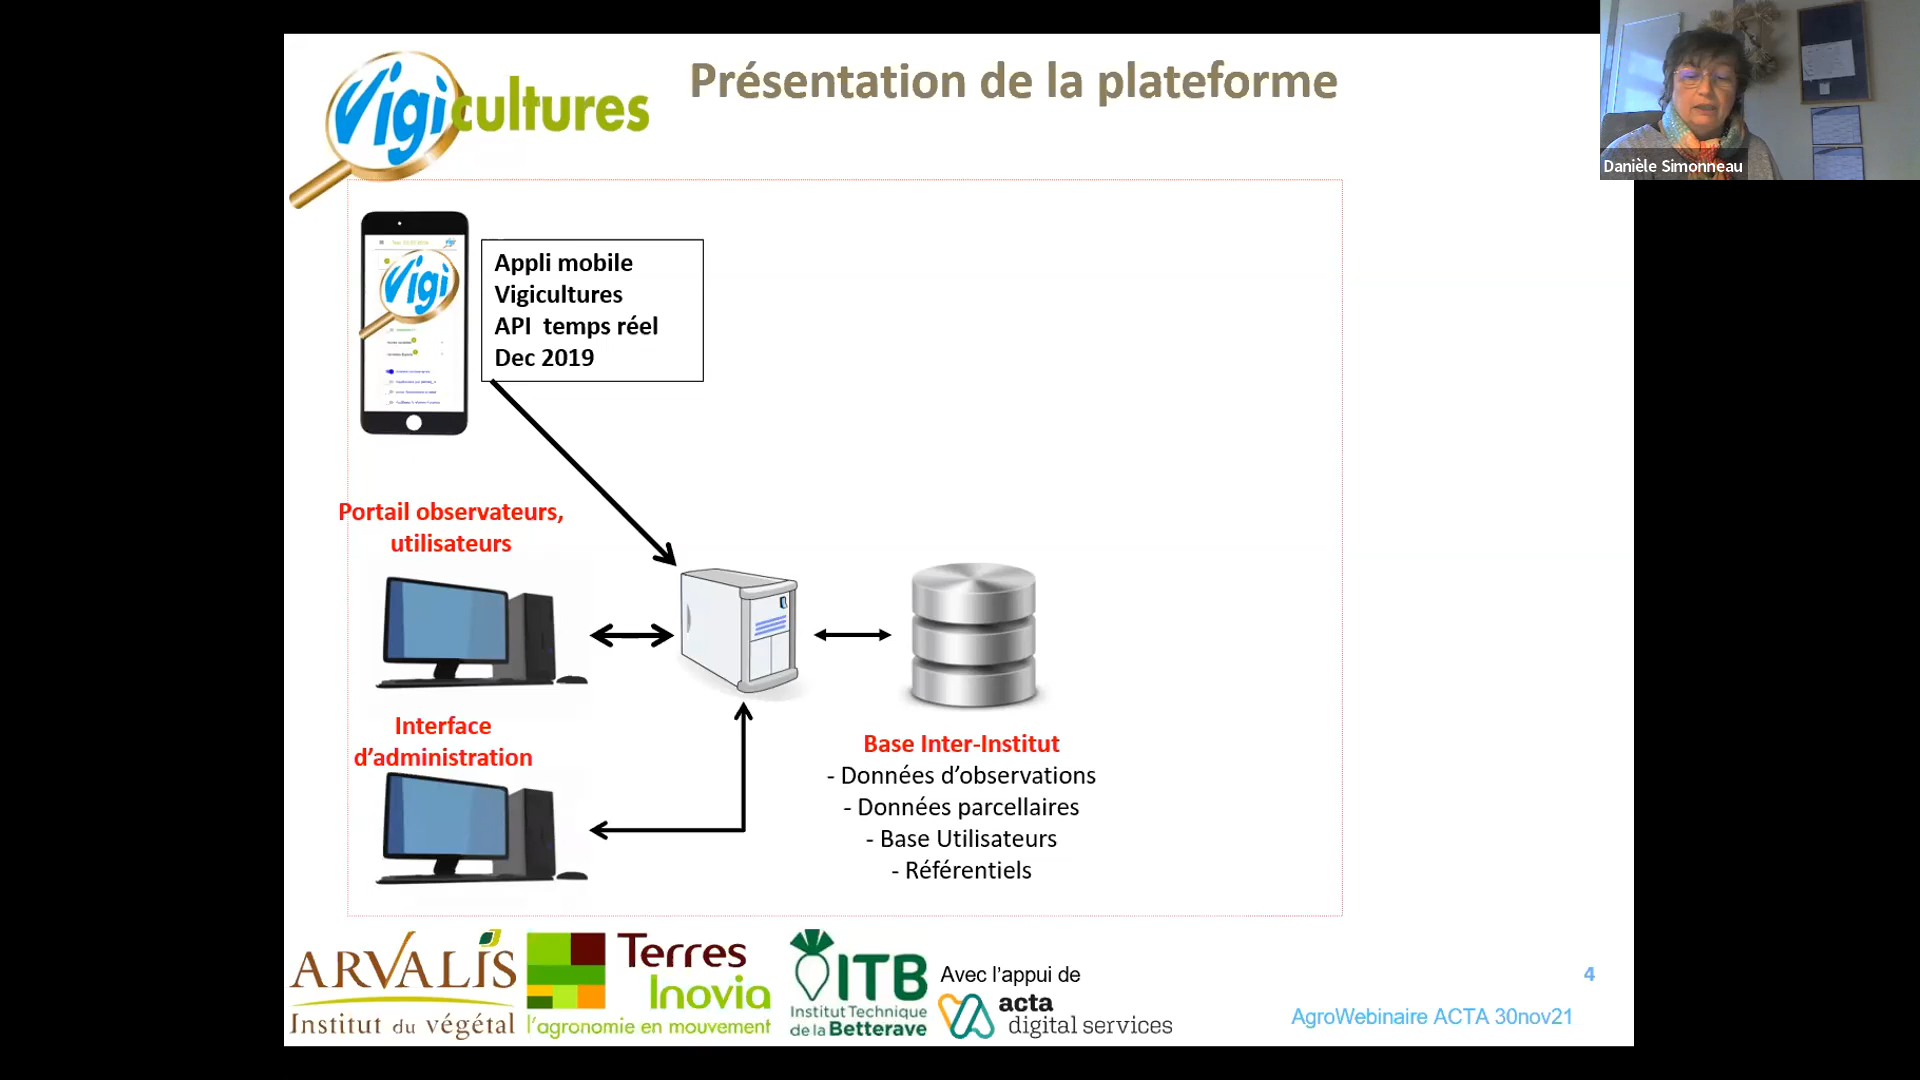 Vigicultures
Présentation de la plateforme
Danièle Simonneau
Vigi
Appli mobile
Vigicultures
API temps réel
Dec 2019
Portail observateurs,
utilisateurs
Interface
d'administration
Base Inter-Institut
- Données d'observations
- Données parcellaires
- Base Utilisateurs
- Référentiels
ARVALIS
Institut du végétal
Terres
Inovia
l'agronomie en mouvement
ITB
Institut Technique
de la Betterave
Avec l'appui de
acta
digital services
4
AgroWebinaire ACTA 30nov21